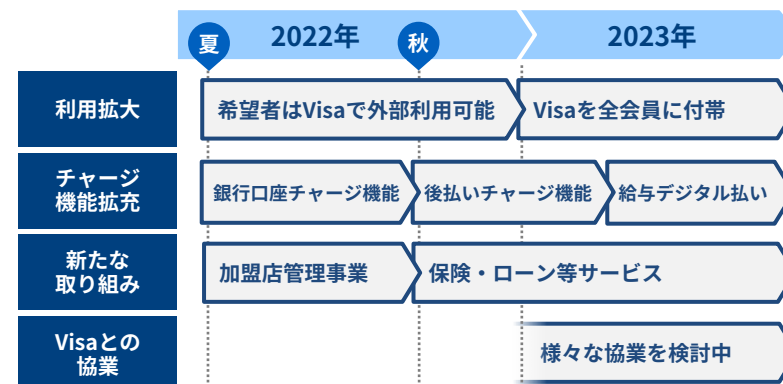 夏
2022年
秋
2023年
利用拡大
希望者はVisaで外部利用可能
Visaを全会員に付帯
チャージ
機能拡充
銀行口座チャージ機能
後払いチャージ機能
給与デジタル払い
新たな
取り組み
加盟店管理事業
保険・ローン等サービス
Visaとの
協業
様々な協業を検討中